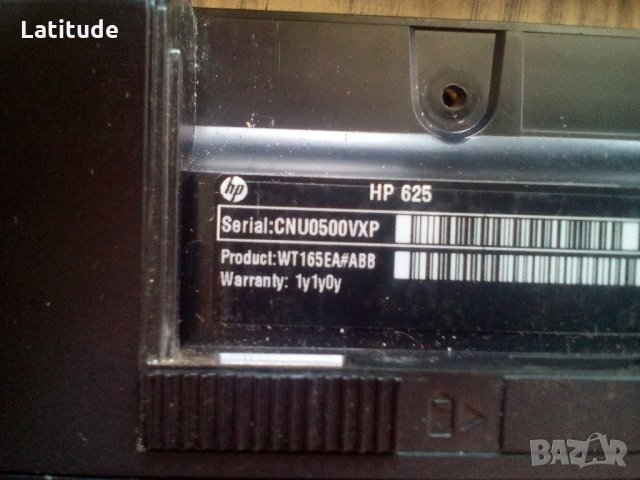 Latitude
hp
HP 625
Serial:CNU0500VXP
Product:WT165EA#ABB
Warranty: 1y1y0y
BAZAR